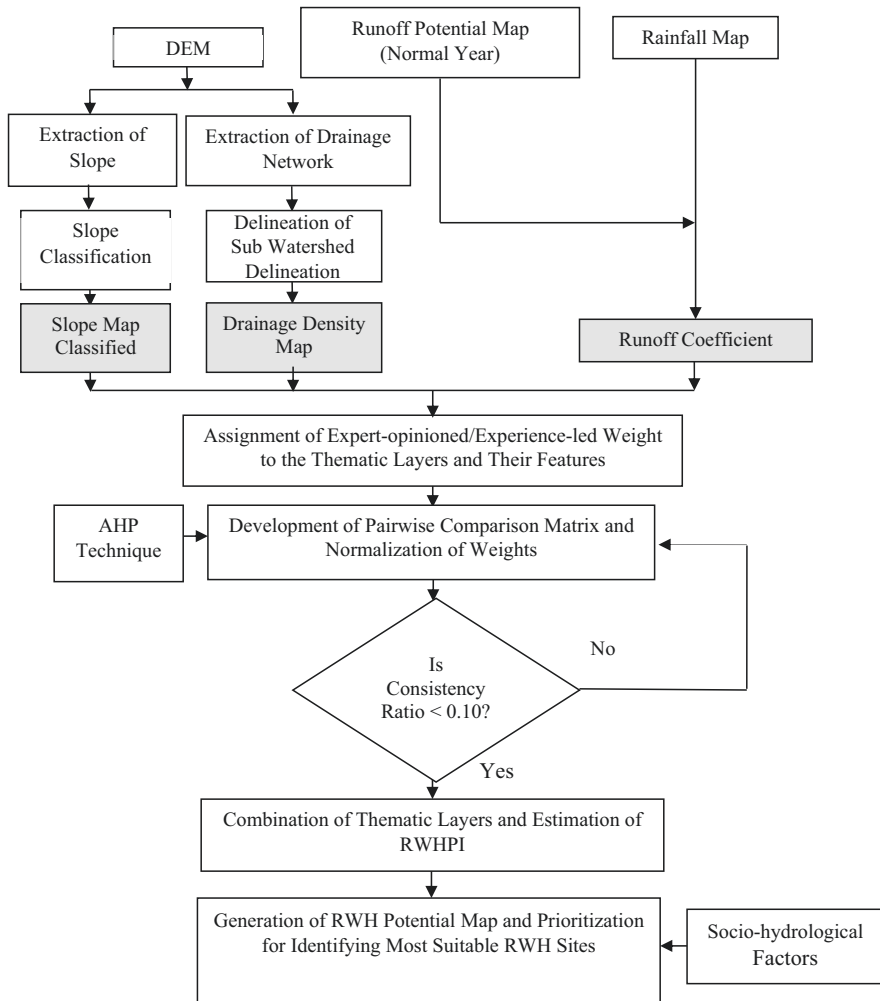 DEM
Runoff Potential Map
(Normal Year)
Rainfall Map
Extraction of
Slope
Extraction of Drainage
Network
Slope
Classification
Delineation of
Sub Watershed
Delineation
Slope Map
Classified
Drainage Density
Map
Runoff Coefficient
Assignment of Expert-opinioned/Experience-led Weight
to the Thematic Layers and Their Features
AHP
Technique
Development of Pairwise Comparison Matrix and
Normalization of Weights
Is
Consistency
Ratio < 0.10?
No
Yes
Combination of Thematic Layers and Estimation of
RWHPI
Generation of RWH Potential Map and Prioritization
for Identifying Most Suitable RWH Sites
Socio-hydrological
Factors